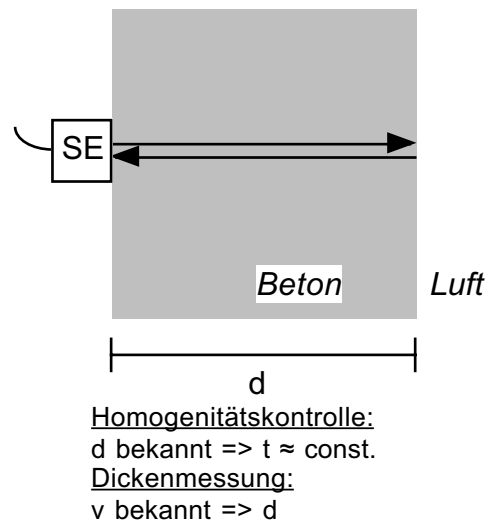 SE
Beton Luft
d
Homogenitätskontrolle:
d bekannt => t ≈ const.
Dickenmessung:
v bekannt => d